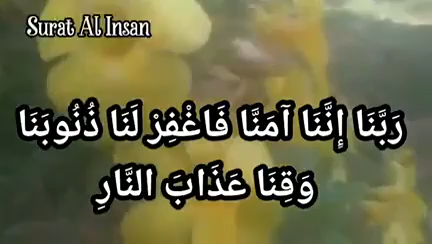 Surat Al Insan
رَبَّنَا إِنَّنَا آمَنَّا فَاغْفِرْ لَنَا ذُنُوبَنَا
وَقِنَا عَذَابَ النَّارِ